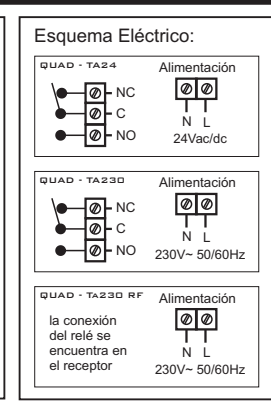 Esquema Eléctrico:
QUAD - TA24
Alimentación
NC
C
NO
N L
24Vac/dc
QUAD - TA230
Alimentación
NC
C
NO
N L
230V~ 50/60Hz
QUAD - TA230 RF
Alimentación
la conexión
del relé se
encuentra en
el receptor
N L
230V~ 50/60Hz